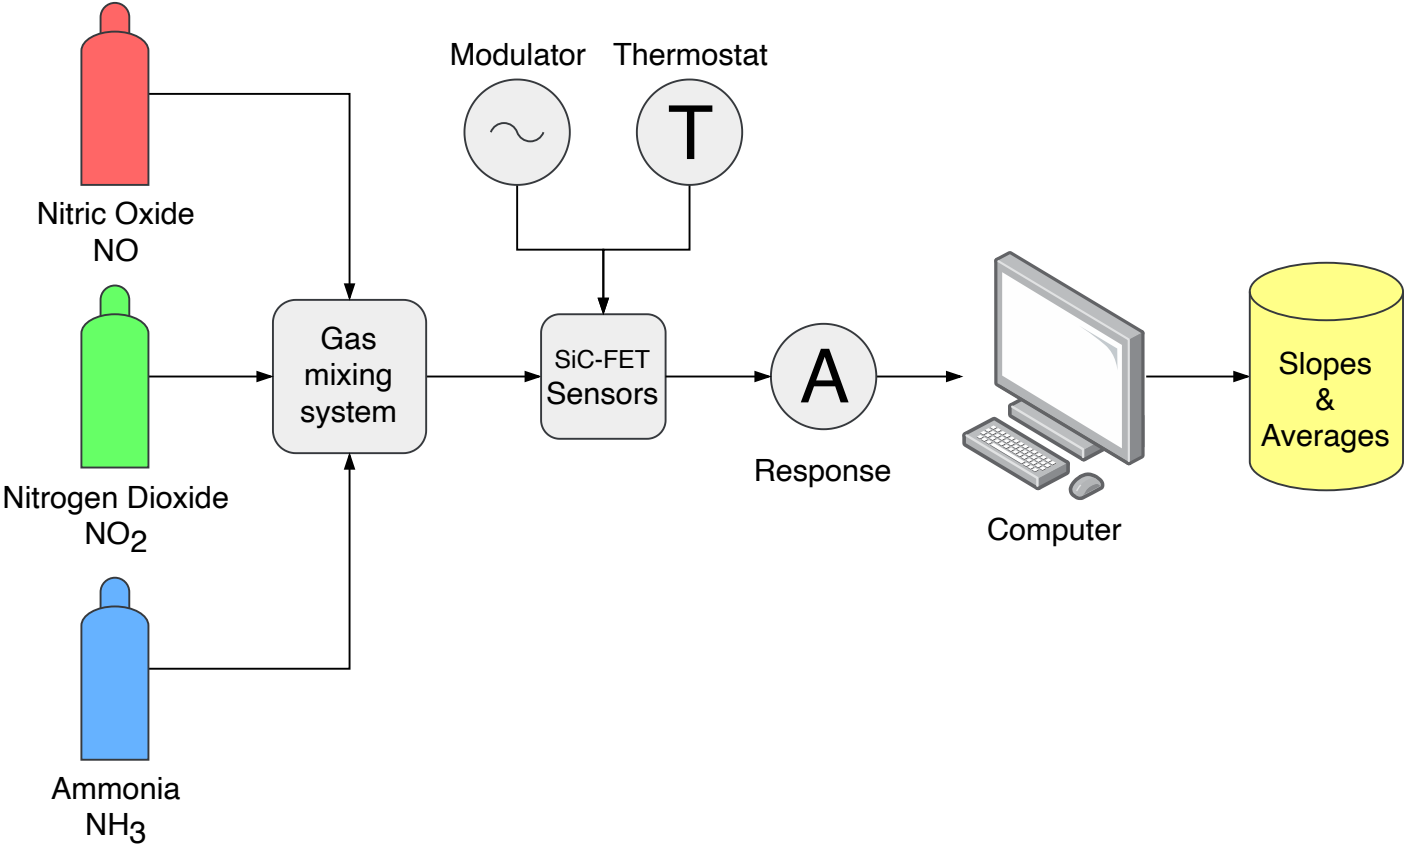 Modulator
Thermostat
T
Nitric Oxide
NO
Gas
mixing
system
SiC-FET
Sensors
A
Response
Computer
Slopes
&
Averages
Nitrogen Dioxide
NO2
Ammonia
NH3